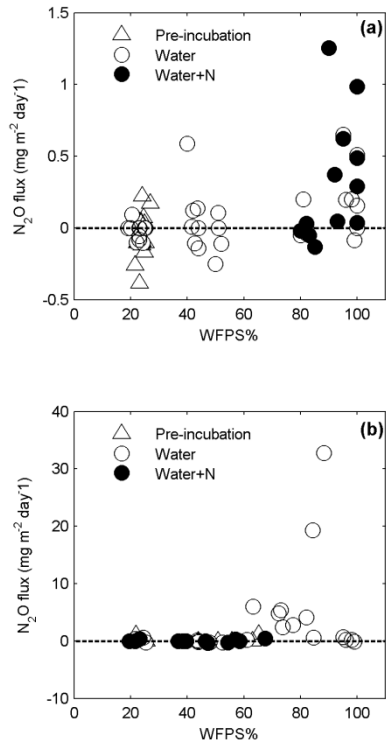 (a)
Pre-incubation
Water
Water+N
1.5
1
0.5
0
-0.5
N2O flux (mg m-2 day-1)
0 20 40 60 80 100
WFPS%
(b)
Pre-incubation
Water
Water+N
40
30
20
10
0
-10
N2O flux (mg m-2 day-1)
0 20 40 60 80 100
WFPS%